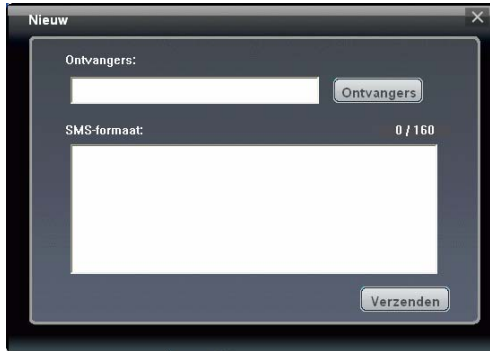 Nieuw
Ontvangers:
Ontvangers
SMS-formaat: 0 / 160
Verzenden